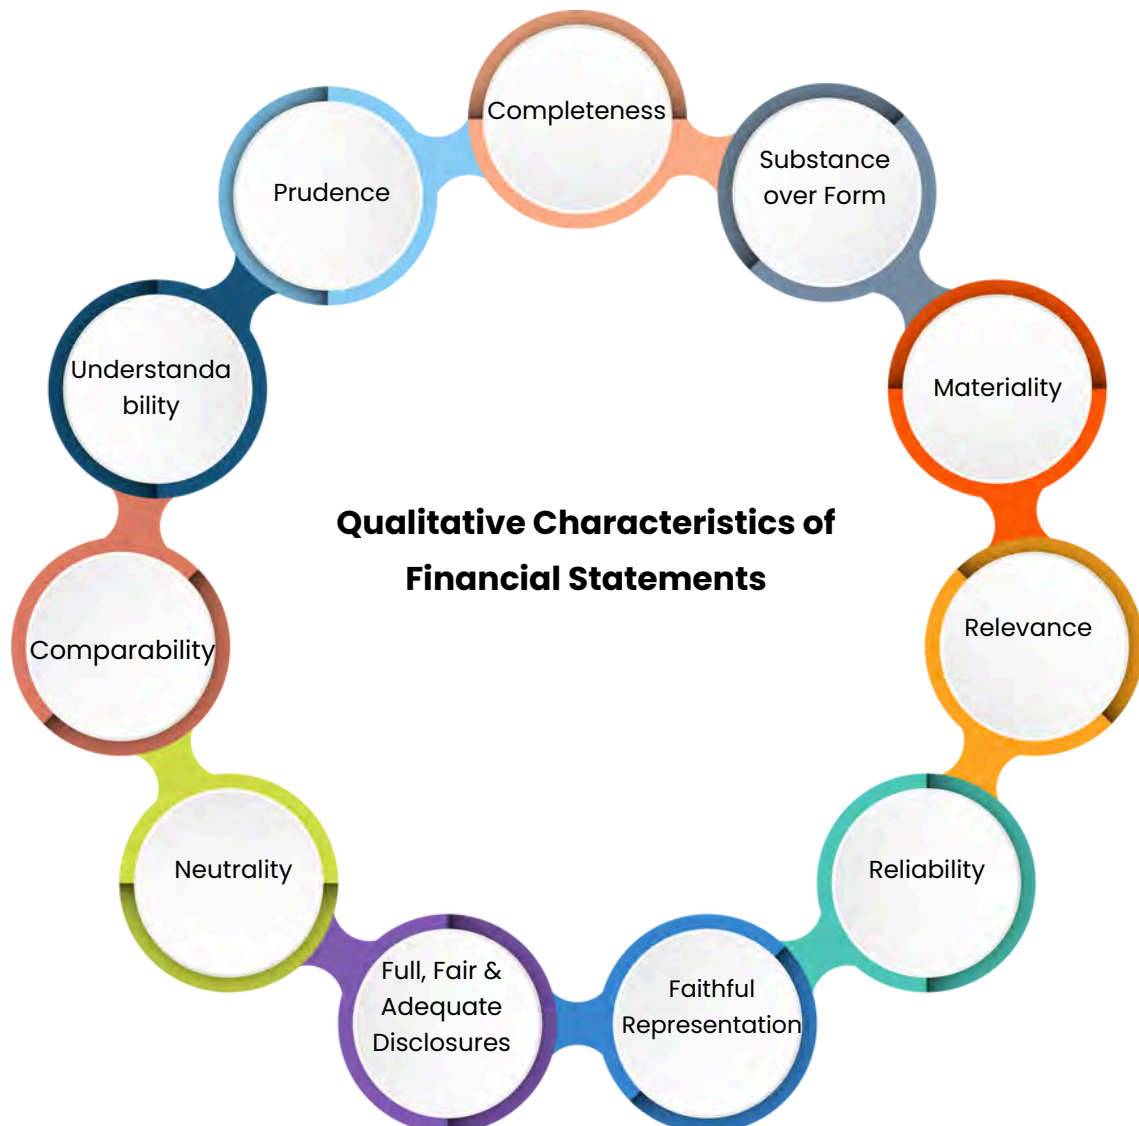 Completeness
Substance
over Form
Materiality
Relevance
Reliability
Faithful
Representation
Full, Fair &
Adequate
Disclosures
Neutrality
Comparability
Understanda
bility
Prudence
Qualitative Characteristics of
Financial Statements